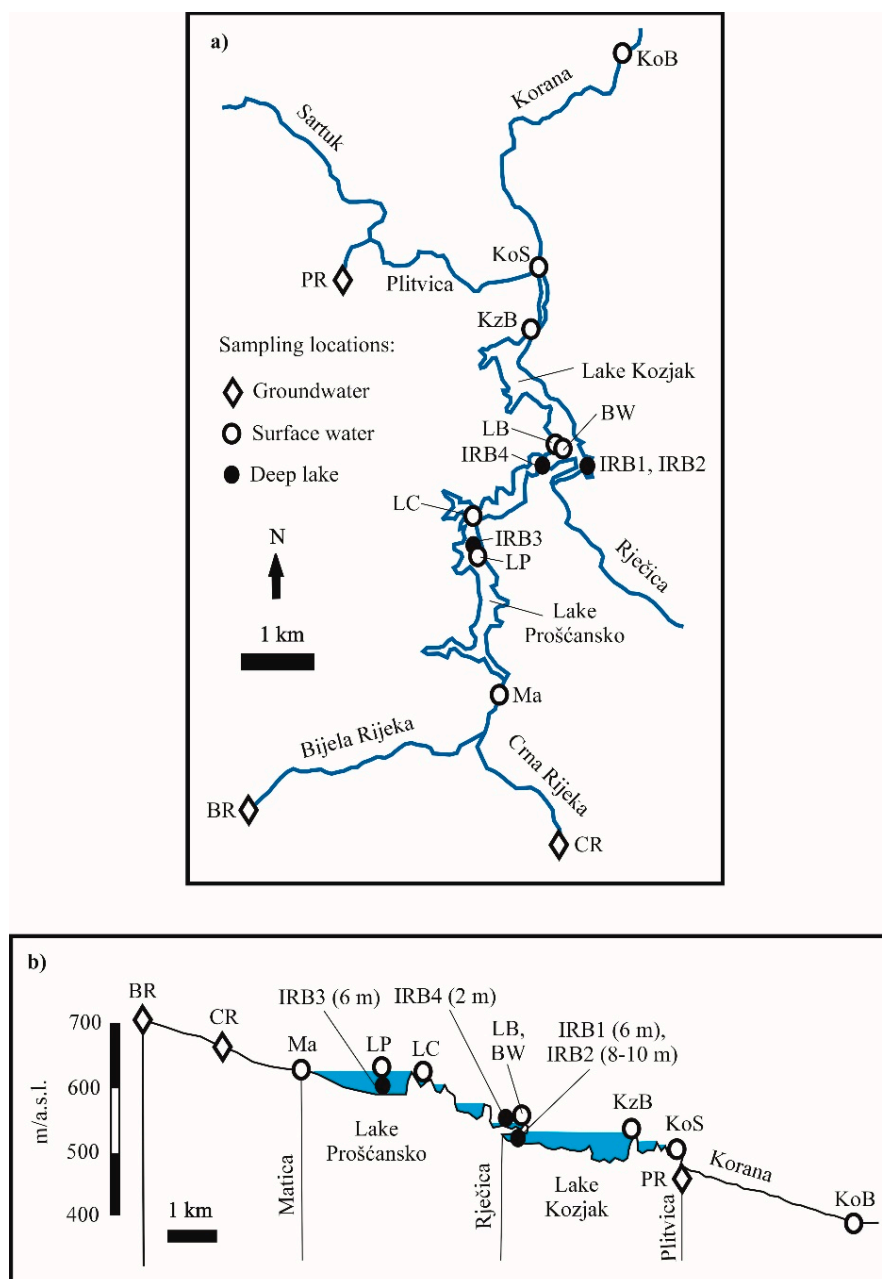 a)
KoB
Korana
Sartuk
KoS
PR
Plitvica
KzB
Sampling locations:
Lake Kozjak
Groundwater
BW
LB
Surface water
IRB4
IRB1, IRB2
Deep lake
LC
N
IRB3
LP
Rječica
Lake
Prošćansko
1 km
Ma
Bijela Rijeka
Crna Rijeka
BR
CR
b)
BR
IRB3 (6 m)
IRB4 (2 m)
CR
LB,
BW
IRB1 (6 m),
IRB2 (8-10 m)
700
Ma
LP
LC
KzB
600
m/a.s.l.
KoS
500
Lake
Prošćansko
Lake
Kozjak
PR
Korana
Matica
Rječica
Plitvica
KoB
400
1 km